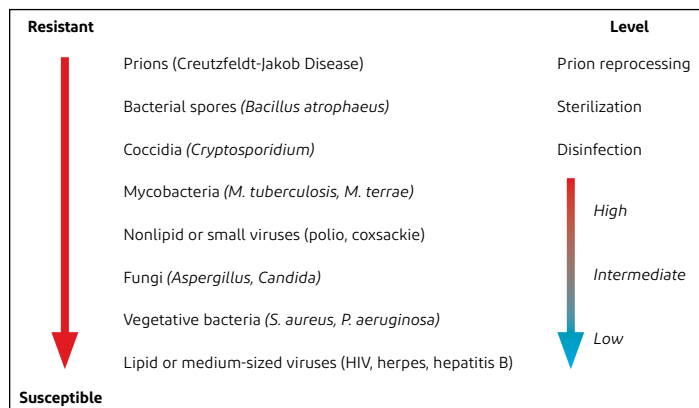 Resistant Level
Prions (Creutzfeldt-Jakob Disease) Prion reprocessing
Bacterial spores (Bacillus atrophaeus) Sterilization
Coccidia (Cryptosporidium) Disinfection
Mycobacteria (M. tuberculosis, M. terrae)
High
Nonlipid or small viruses (polio, coxsackie)
Fungi (Aspergillus, Candida) Intermediate
Vegetative bacteria (S. aureus, P. aeruginosa)
Low
Lipid or medium-sized viruses (HIV, herpes, hepatitis B)
Susceptible